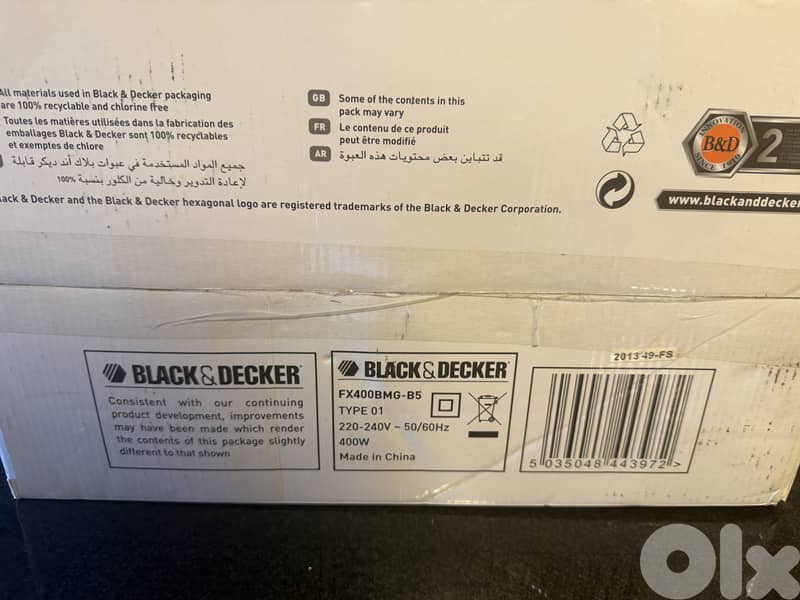 All materials used in Black & Decker packaging
are 100% recyclable and chlorine free
Toutes les matières utilisées dans la fabrication des
emballages Black & Decker sont 100% recyclables
et exemptes de chlore
جميع المواد المستخدمة في عبوات بلاك أند ديكر قابلة
لإعادة التدوير وخالية من الكلور بنسبة 100%
GB Some of the contents in this
pack may vary
FR Le contenu de ce produit
peut être modifié
AR قد تتباين بعض محتويات هذه العبوة
INNOVATION
B&D
SINCE 1910
2
www.blackanddecker
& Decker and the Black & Decker hexagonal logo are registered trademarks of the Black & Decker Corporation.
BLACK & DECKER
Consistent with our continuing
product development, improvements
may have been made which render
the contents of this package slightly
different to that shown
BLACK & DECKER
FX400BMG-B5
TYPE 01
220-240V ~ 50/60Hz
400W
Made in China
2013 49-FS
5 035048 443972 >
Olx